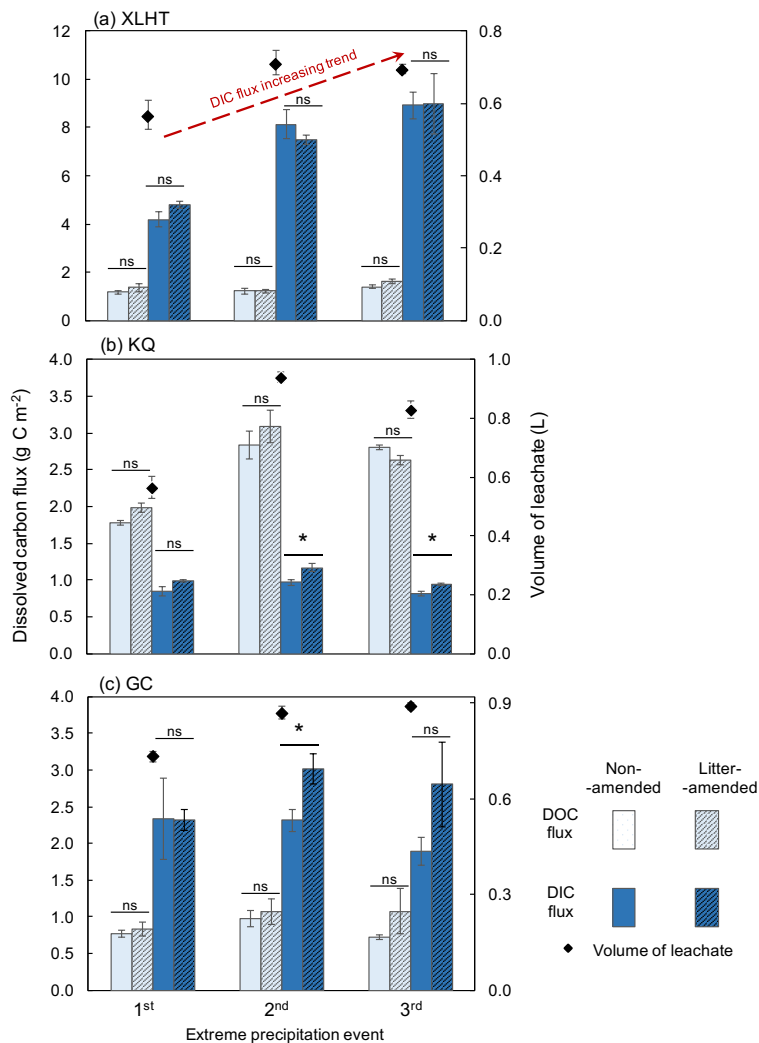 (a) XLHT
12
10
8
6
4
2
0
0.8
0.6
0.4
0.2
0.0
DIC flux increasing trend
ns
ns
ns
ns
ns
ns
(b) KQ
4.0
3.5
3.0
2.5
2.0
1.5
1.0
0.5
0.0
1.0
0.8
0.6
0.4
0.2
0.0
ns
ns
ns
*
ns
*
Dissolved carbon flux (g C m⁻²)
Volume of leachate (L)
(c) GC
4.0
3.5
3.0
2.5
2.0
1.5
1.0
0.5
0.0
0.9
0.6
0.3
0.0
ns
ns
ns
*
ns
ns
1st
2nd
3rd
Extreme precipitation event
Non-
-amended
Litter-
-amended
DOC
flux
DIC
flux
Volume of leachate